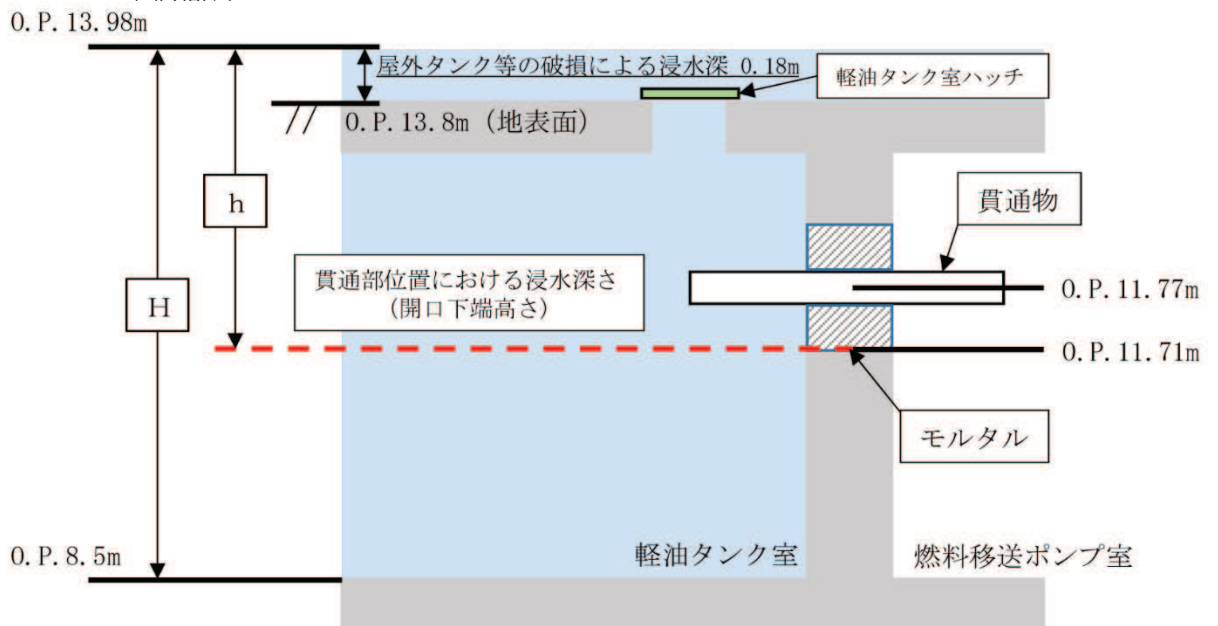 O.P.13.98m
屋外タンク等の破損による浸水深 0.18m
軽油タンク室ハッチ
O.P.13.8m (地表面)
h
貫通物
貫通部位置における浸水深さ
(開口下端高さ)
H
O.P.11.77m
O.P.11.71m
モルタル
O.P.8.5m
軽油タンク室
燃料移送ポンプ室